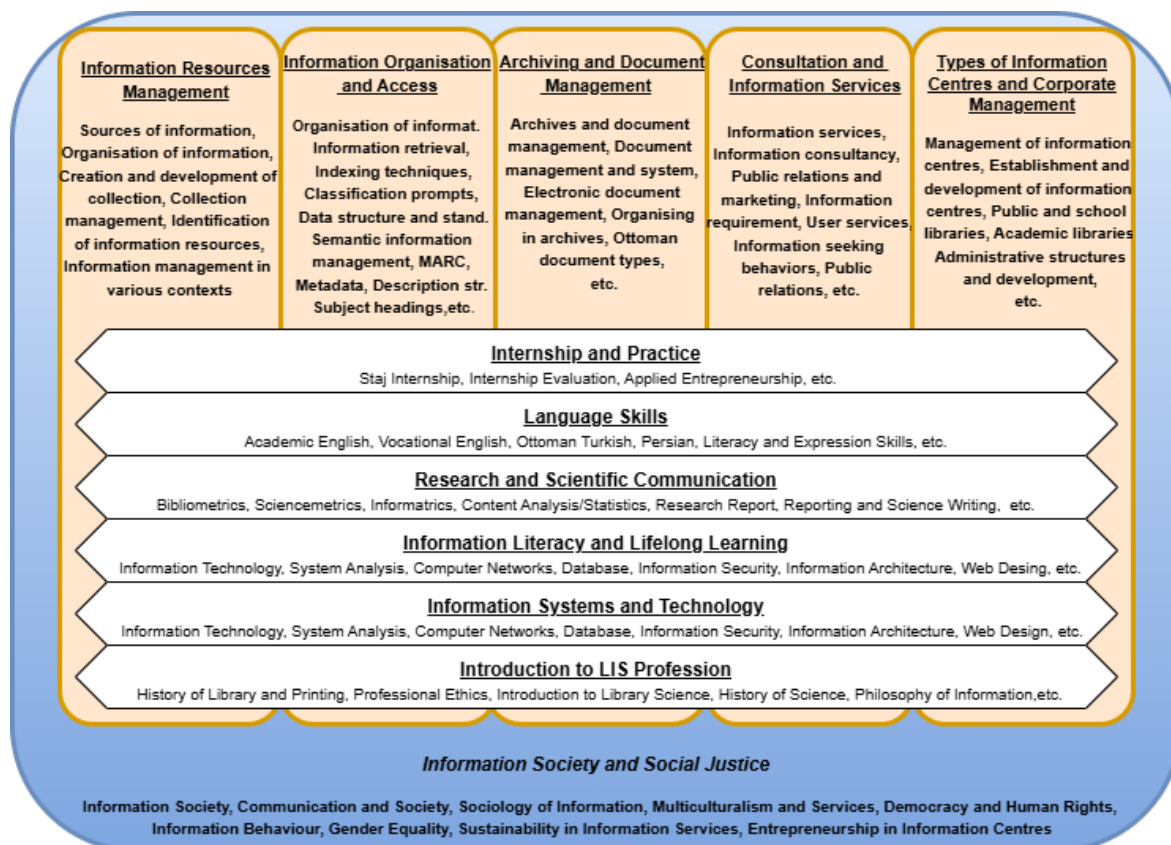 Information Resources
Management
Sources of information,
Organisation of information,
Creation and development of
collection, Collection
management, Identification
of information resources,
Information management in
various contexts
Information Organisation
and Access
Organisation of informat.
Information retrieval,
Indexing techniques,
Classification prompts,
Data structure and stand.
Semantic information
management, MARC,
Metadata, Description str.
Subject headings,etc.
Archiving and Document
Management
Archives and document
management, Document
management and system,
Electronic document
management, Organising
in archives, Ottoman
document types,
etc.
Consultation and
Information Services
Information services,
Information consultancy,
Public relations and
marketing, Information
requirement, User services,
Information seeking
behaviors, Public
relations, etc.
Types of Information
Centres and Corporate
Management
Management of information
centres, Establishment and
development of information
centres, Public and school
libraries, Academic libraries
Administrative structures
and development,
etc.
Internship and Practice
Staj Internship, Internship Evaluation, Applied Entrepreneurship, etc.
Language Skills
Academic English, Vocational English, Ottoman Turkish, Persian, Literacy and Expression Skills, etc.
Research and Scientific Communication
Bibliometrics, Sciencemetrics, Informatrics, Content Analysis/Statistics, Research Report, Reporting and Science Writing, etc.
Information Literacy and Lifelong Learning
Information Technology, System Analysis, Computer Networks, Database, Information Security, Information Architecture, Web Desing, etc.
Information Systems and Technology
Information Technology, System Analysis, Computer Networks, Database, Information Security, Information Architecture, Web Design, etc.
Introduction to LIS Profession
History of Library and Printing, Professional Ethics, Introduction to Library Science, History of Science, Philosophy of Information,etc.
Information Society and Social Justice
Information Society, Communication and Society, Sociology of Information, Multiculturalism and Services, Democracy and Human Rights,
Information Behaviour, Gender Equality, Sustainability in Information Services, Entrepreneurship in Information Centres